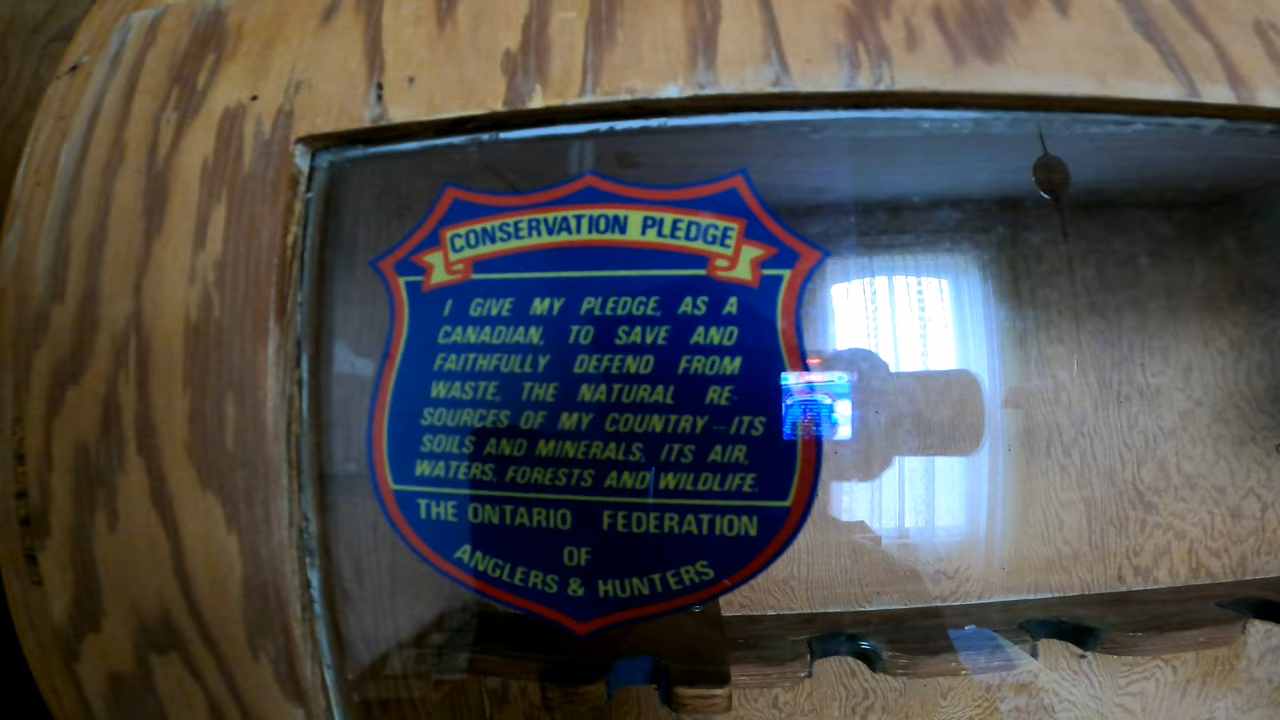 CONSERVATION PLEDGE
I GIVE MY PLEDGE, AS A
CANADIAN, TO SAVE AND
FAITHFULLY DEFEND FROM
WASTE, THE NATURAL RE-
SOURCES OF MY COUNTRY - ITS
SOILS AND MINERALS, ITS AIR,
WATERS, FORESTS AND WILDLIFE.
THE ONTARIO FEDERATION
OF
ANGLERS & HUNTERS